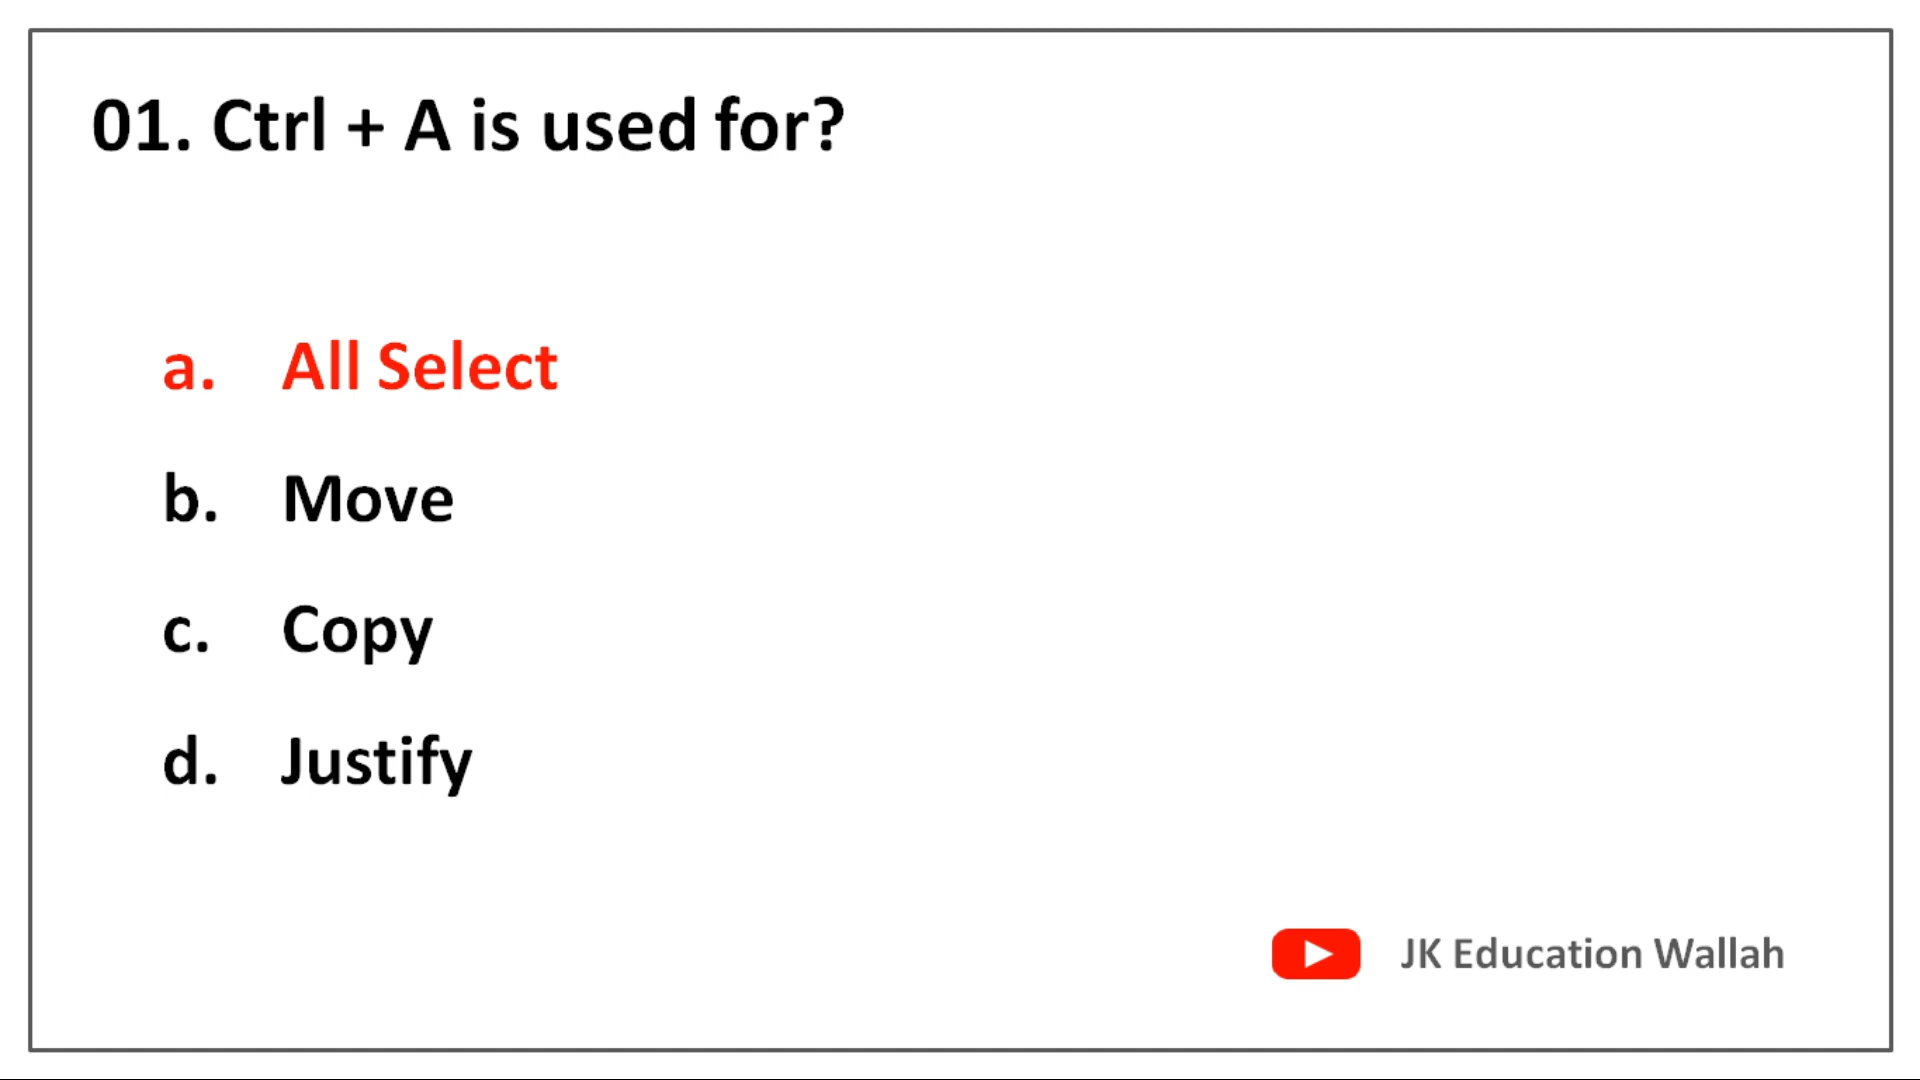 01. Ctrl + A is used for?
a. All Select
b. Move
c. Copy
d. Justify
JK Education Wallah